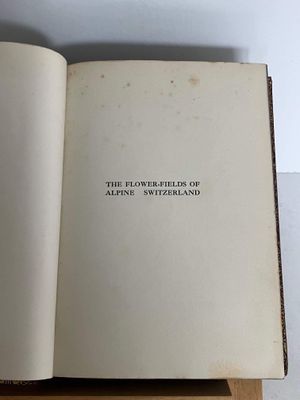 THE FLOWER-FIELDS OF
ALPINE SWITZERLAND